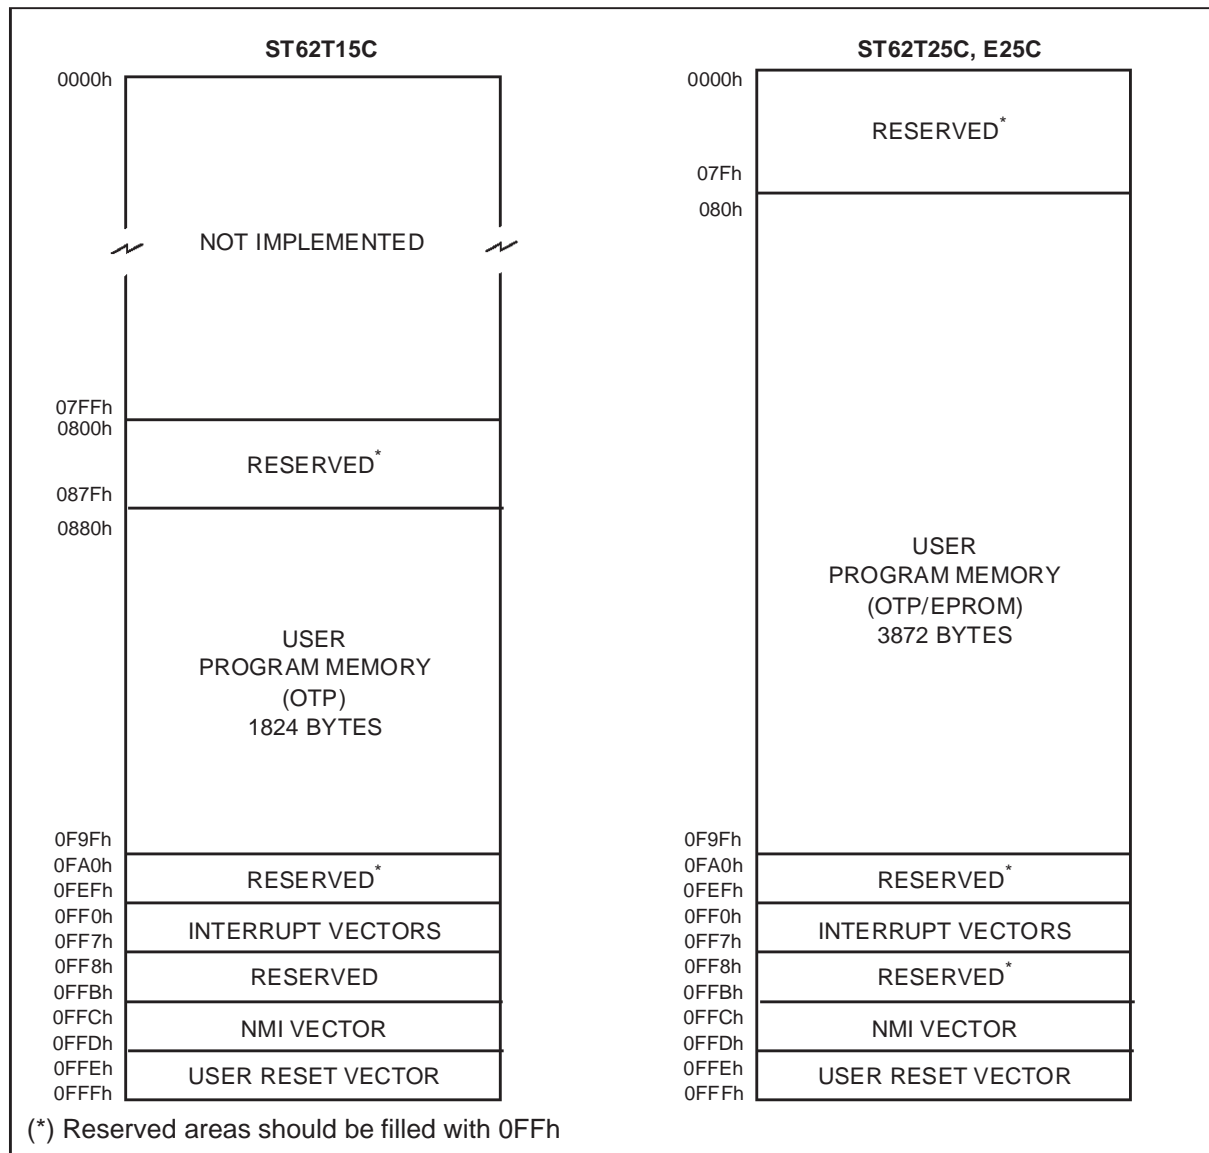 ST62T15C
0000h
NOT IMPLEMENTED
07FFh
0800h
RESERVED*
087Fh
0880h
USER
PROGRAM MEMORY
(OTP)
1824 BYTES
0F9Fh
0FA0h
RESERVED*
0FEFh
0FF0h
INTERRUPT VECTORS
0FF7h
0FF8h
RESERVED
0FFBh
0FFCh
NMI VECTOR
0FFDh
0FFEh
USER RESET VECTOR
0FFFh
ST62T25C, E25C
0000h
RESERVED*
07Fh
080h
USER
PROGRAM MEMORY
(OTP/EPROM)
3872 BYTES
0F9Fh
0FA0h
RESERVED*
0FEFh
0FF0h
INTERRUPT VECTORS
0FF7h
0FF8h
RESERVED*
0FFBh
0FFCh
NMI VECTOR
0FFDh
0FFEh
USER RESET VECTOR
0FFFh
(*) Reserved areas should be filled with 0FFh